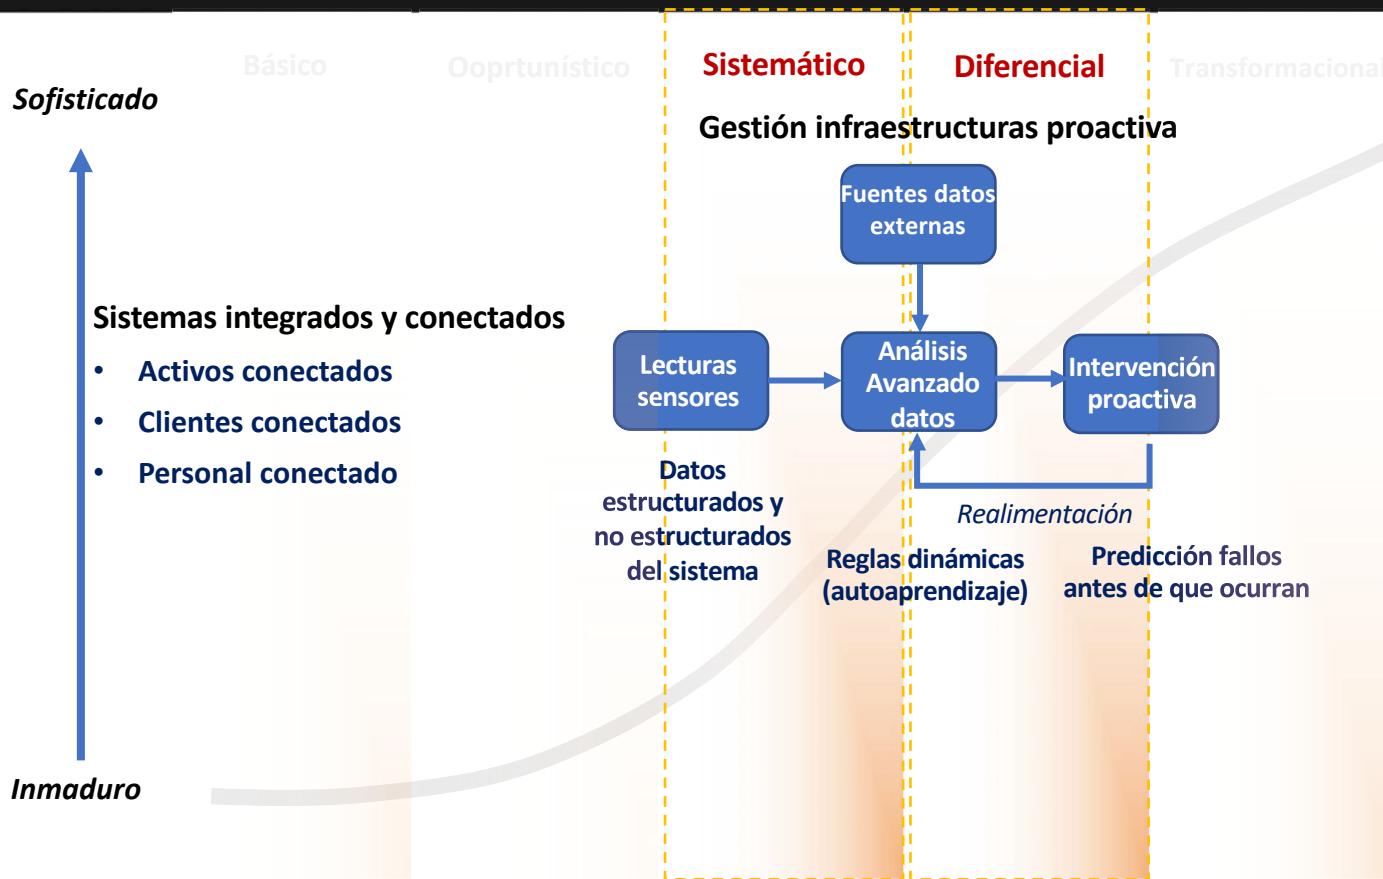 Básico
Ooprtunístico
Sistemático
Diferencial
Transformacional
Sofisticado
Gestión infraestructuras proactiva
Fuentes datos
externas
Sistemas integrados y conectados
• Activos conectados
• Clientes conectados
• Personal conectado
Lecturas
sensores
Análisis
Avanzado
datos
Intervención
proactiva
Datos
estructurados y
no estructurados
del sistema
Realimentación
Reglas dinámicas
(autoaprendizaje)
Predicción fallos
antes de que ocurran
Inmaduro